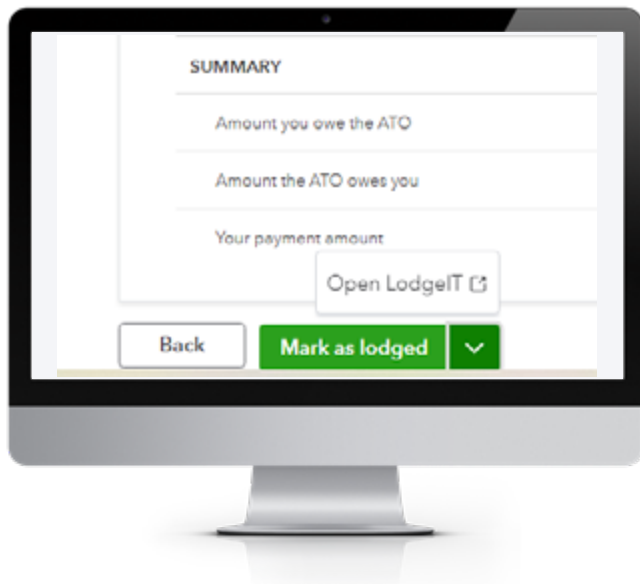 SUMMARY
Amount you owe the ATO
Amount the ATO owes you
Your payment amount
Open LodgeIT
Back
Mark as lodged